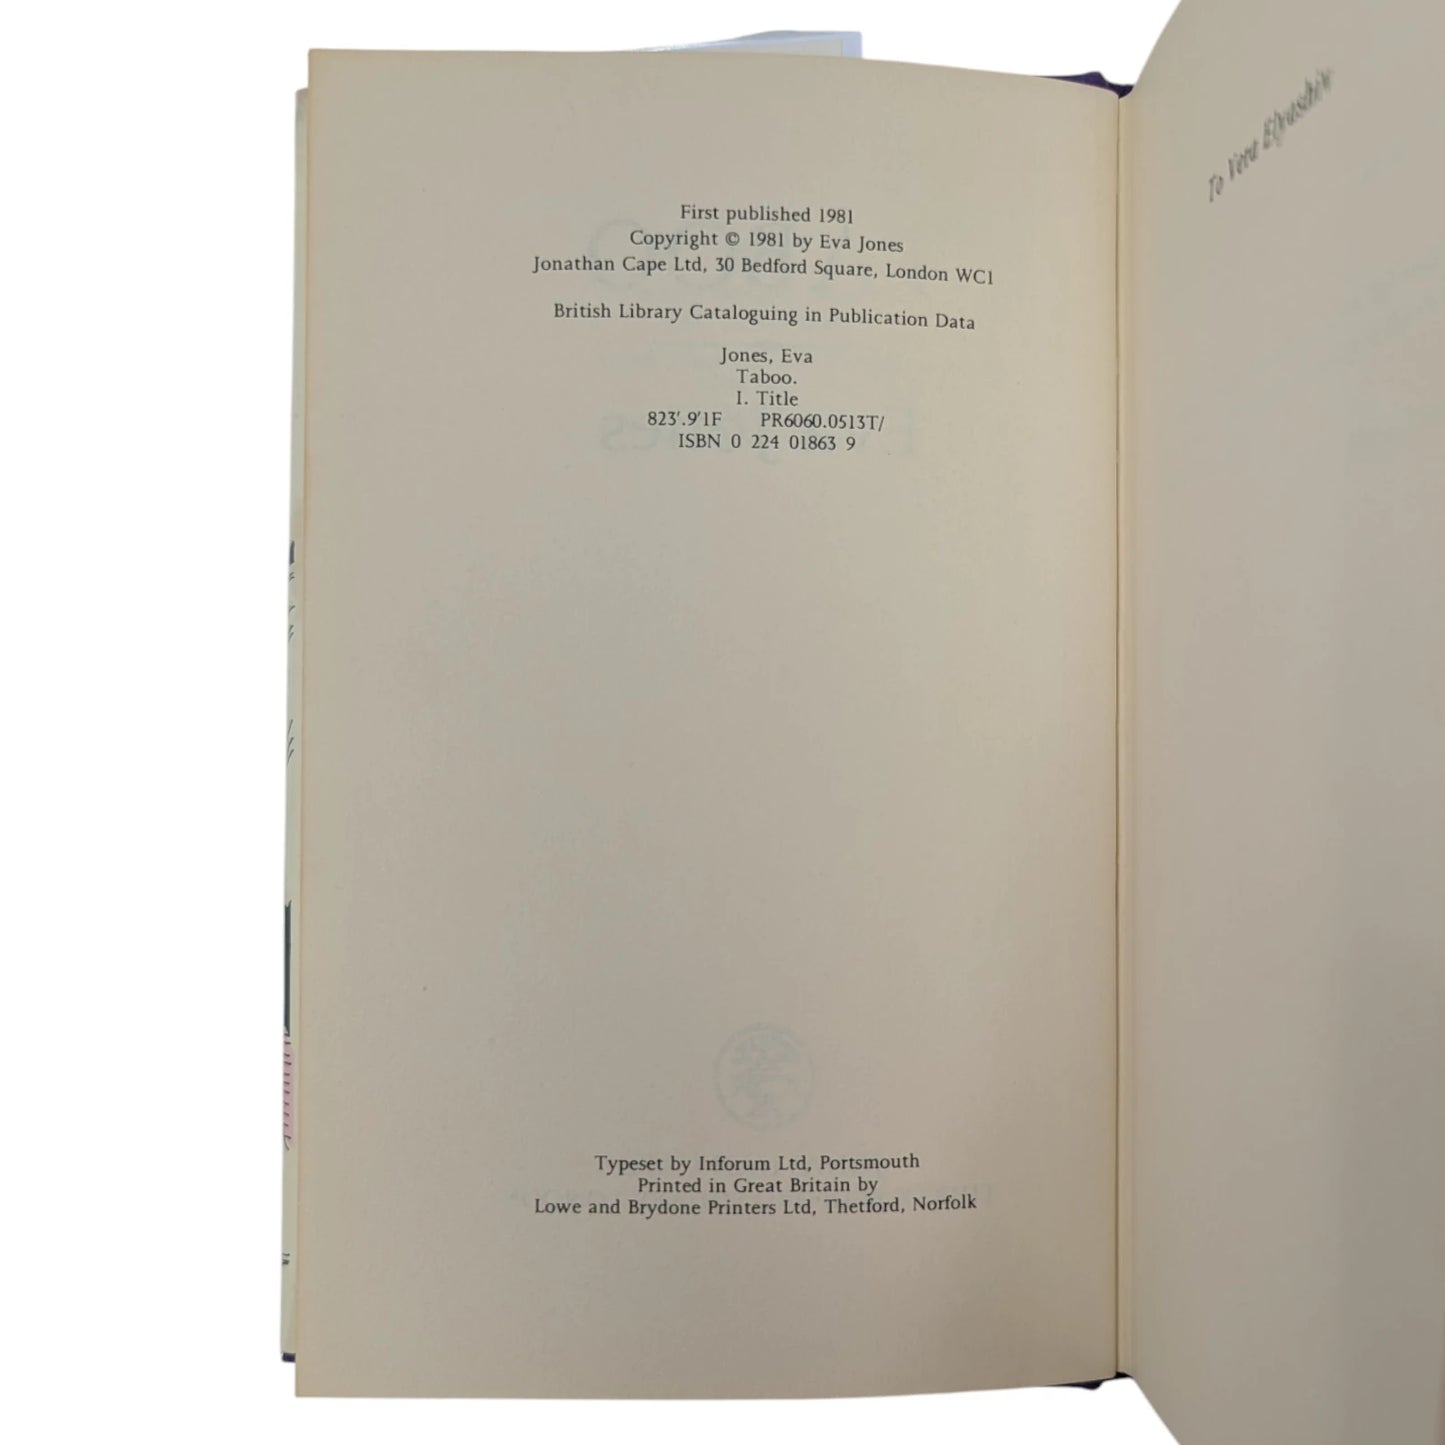 First published 1981
Copyright © 1981 by Eva Jones
Jonathan Cape Ltd, 30 Bedford Square, London WC1
British Library Cataloguing in Publication Data
Jones, Eva
Taboo.
I. Title
823'.9'1F PR6060.0513T/
ISBN 0 224 01863 9
Typeset by Inforum Ltd, Portsmouth
Printed in Great Britain by
Lowe and Brydone Printers Ltd, Thetford, Norfolk
To Vera